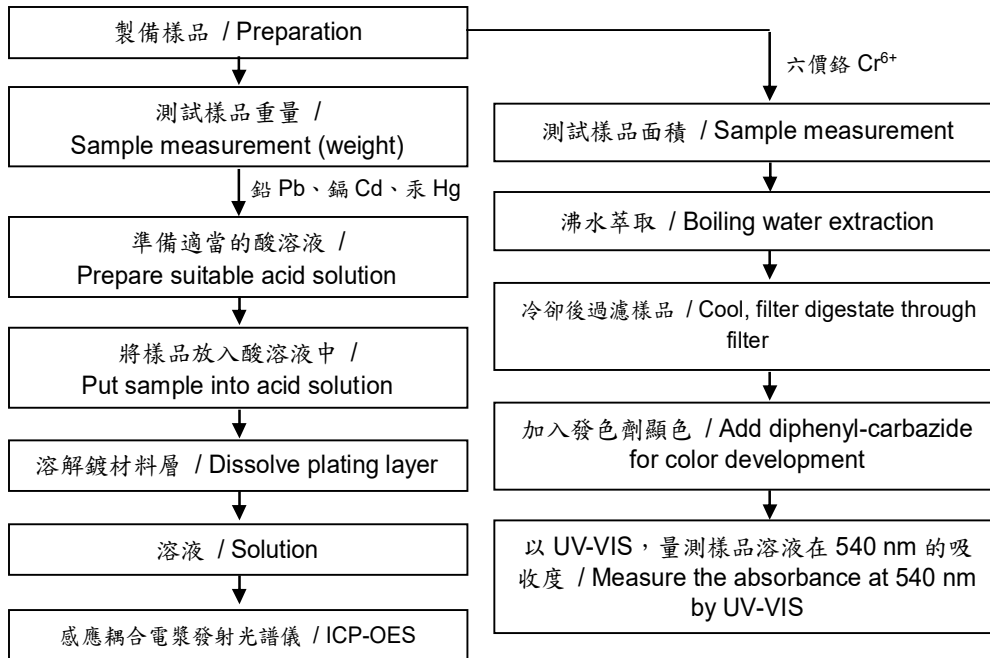 製備樣品 / Preparation
測試樣品重量 /
Sample measurement (weight)
鉛 Pb、鎘 Cd、汞 Hg
準備適當的酸溶液 /
Prepare suitable acid solution
將樣品放入酸溶液中 /
Put sample into acid solution
溶解鍍材料層 / Dissolve plating layer
溶液 / Solution
感應耦合電漿發射光譜儀 / ICP-OES
六價鉻 Cr⁶⁺
測試樣品面積 / Sample measurement
沸水萃取 / Boiling water extraction
冷卻後過濾樣品 / Cool, filter digestate through
filter
加入發色劑顯色 / Add diphenyl-carbazide
for color development
以 UV-VIS，量測樣品溶液在 540 nm 的吸
收度 / Measure the absorbance at 540 nm
by UV-VIS